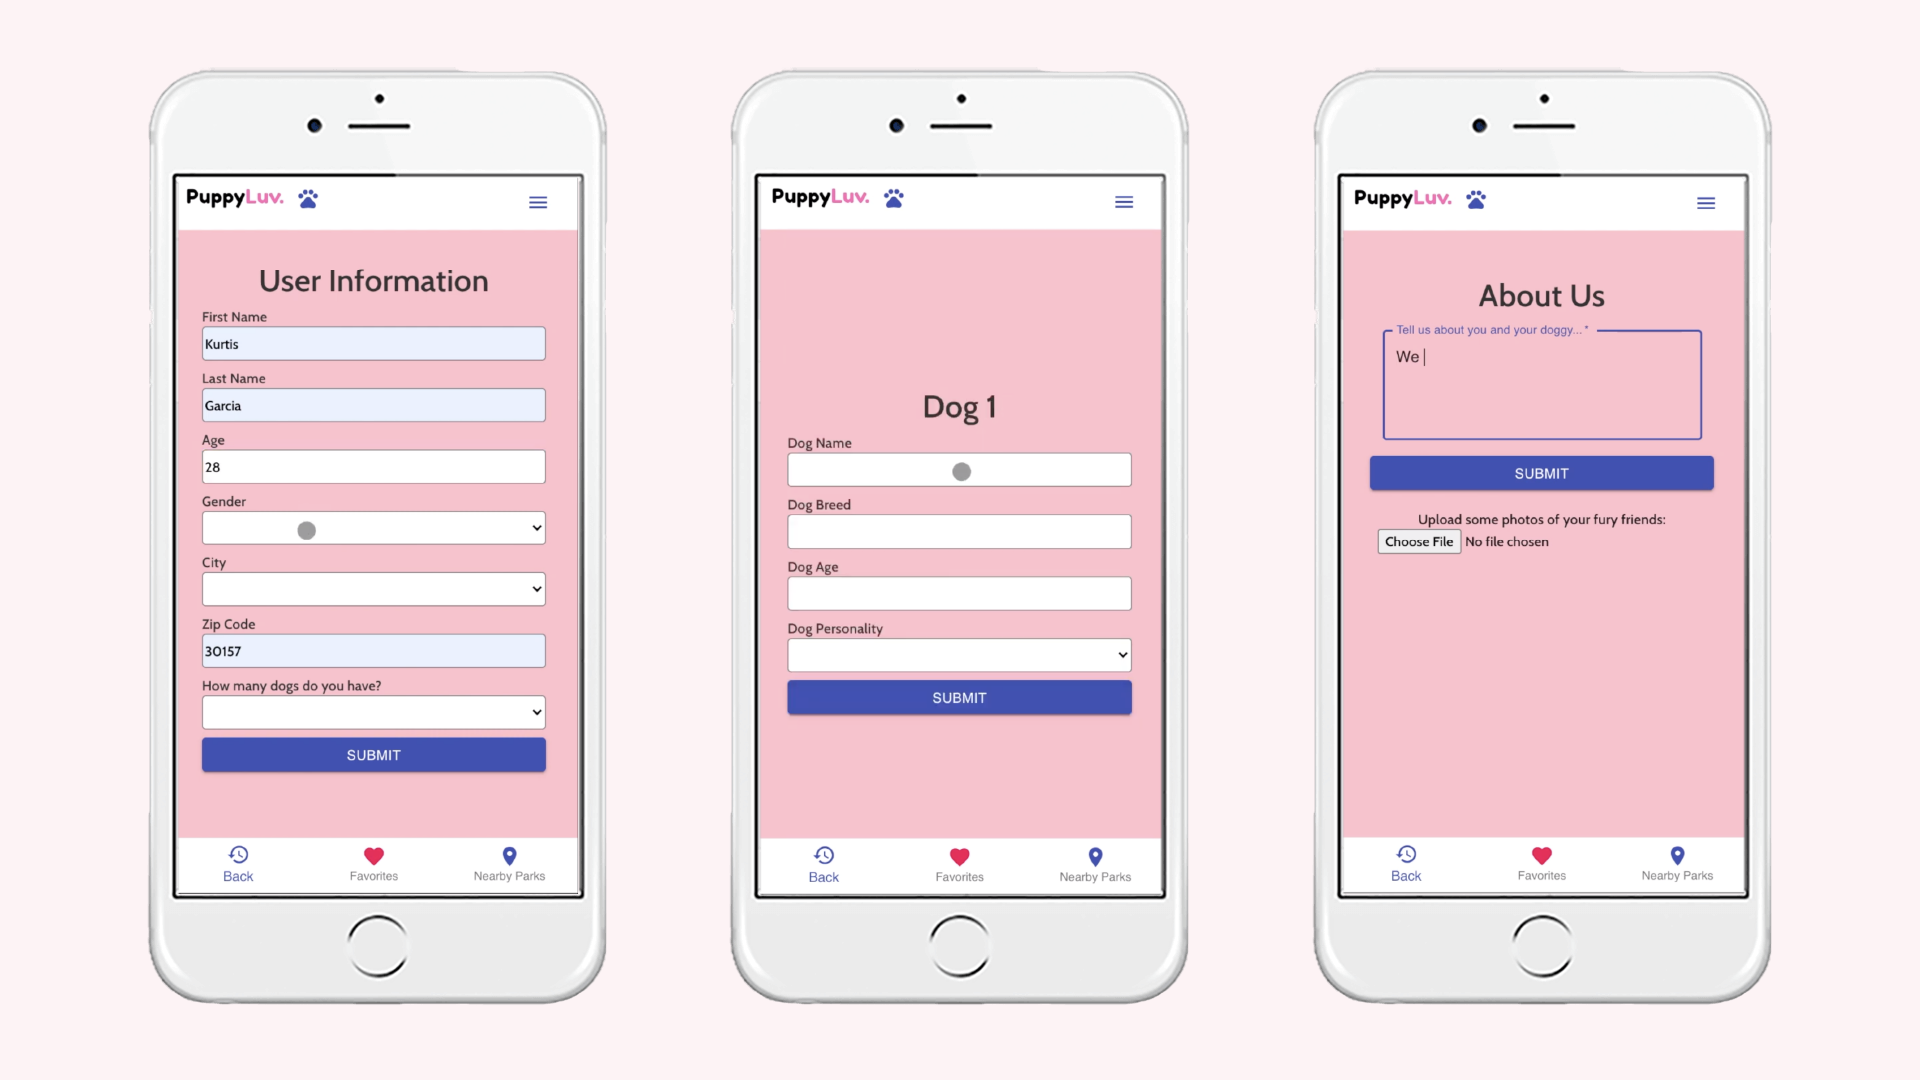 PuppyLuv.
User Information
First Name
Kurtis
Last Name
Garcia
Age
28
Gender
City
Zip Code
30157
How many dogs do you have?
SUBMIT
Back
Favorites
Nearby Parks
PuppyLuv.
Dog 1
Dog Name
Dog Breed
Dog Age
Dog Personality
SUBMIT
Back
Favorites
Nearby Parks
PuppyLuv.
About Us
Tell us about you and your doggy... *
We
SUBMIT
Upload some photos of your fury friends:
Choose File No file chosen
Back
Favorites
Nearby Parks